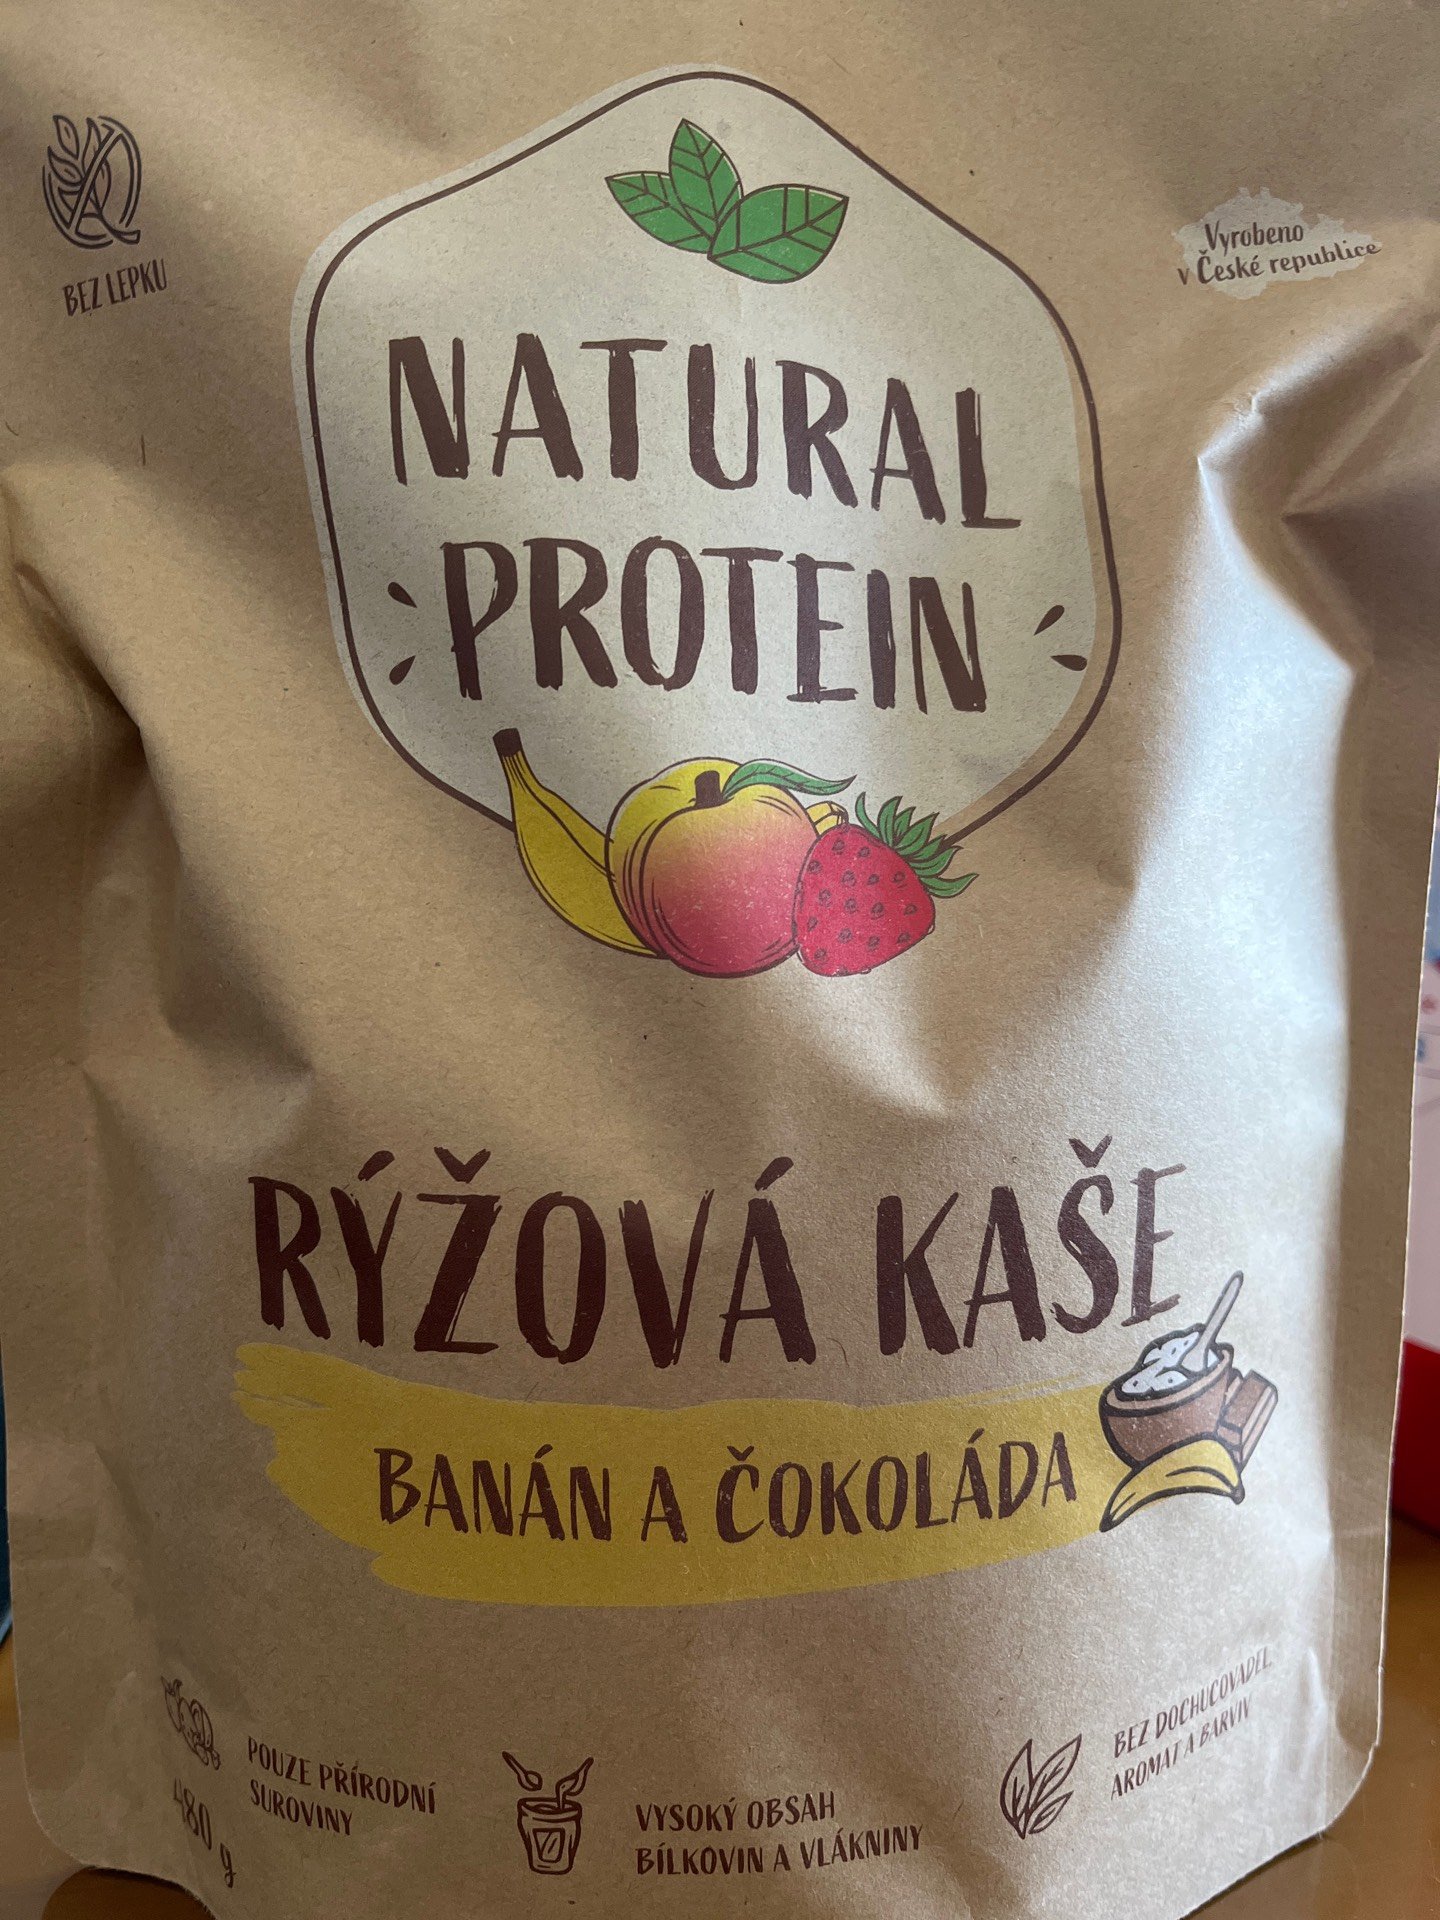 BEZ LEPKU
Vyrobeno
v České republice
NATURAL
PROTEIN
RÝŽOVÁ KAŠE
BANÁN A ČOKOLÁDA
POUZE PŘÍRODNÍ
SUROVINY
480 g
VYSOKÝ OBSAH
BÍLKOVIN A VLÁKNINY
BEZ DOCHUCOVADEL,
AROMAT A BARVIV